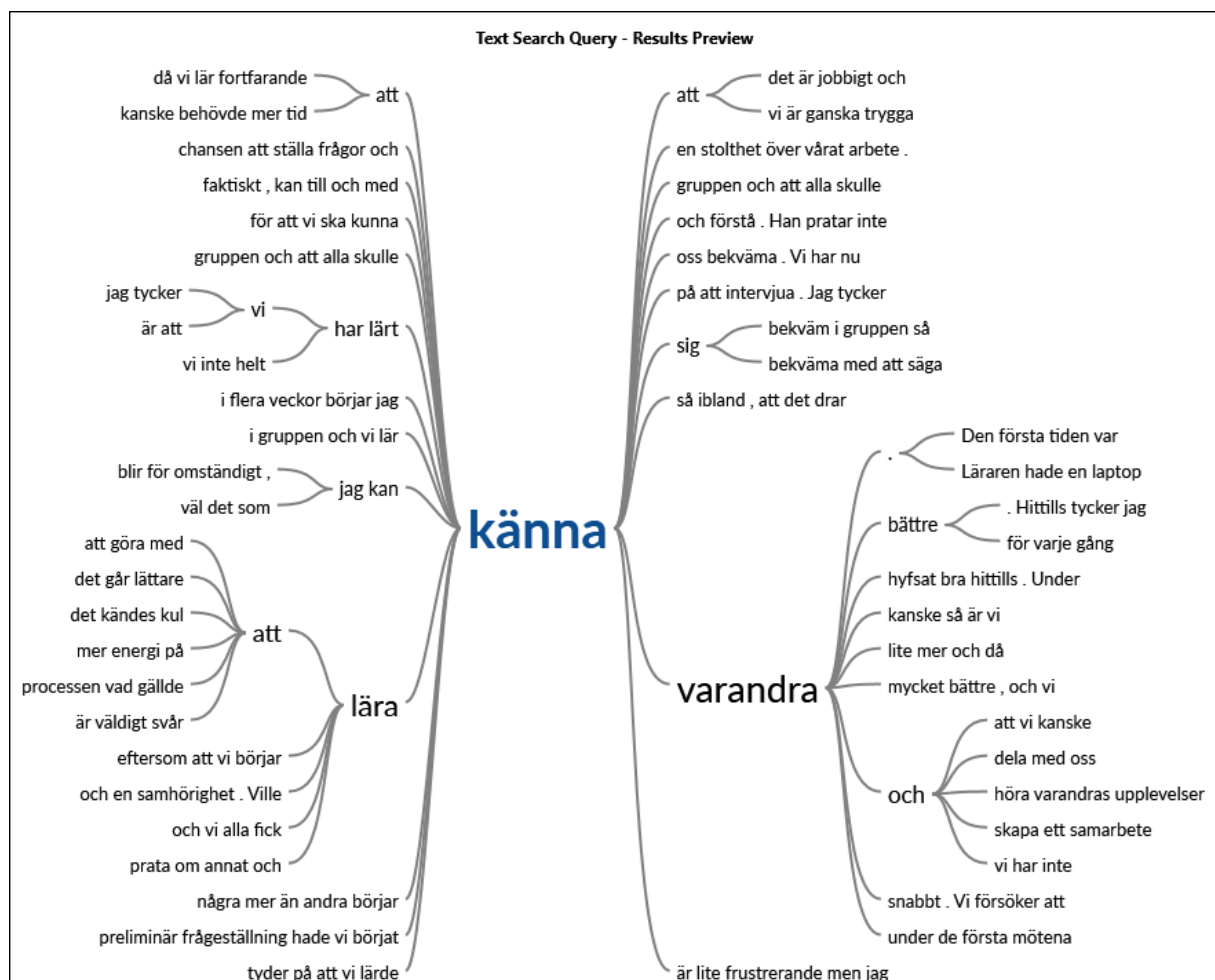 Text Search Query - Results Preview
då vi lär fortfarande
kanske behövde mer tid
att
chansen att ställa frågor och
faktiskt , kan till och med
för att vi ska kunna
gruppen och att alla skulle
jag tycker
är att
vi
vi inte helt
har lärt
i flera veckor börjar jag
i gruppen och vi lär
blir för omständigt ,
väl det som
jag kan
att göra med
det går lättare
det kändes kul
mer energi på
processen vad gällde
är väldigt svår
att
eftersom att vi börjar
och en samhörighet . Ville
och vi alla fick
prata om annat och
lära
några mer än andra börjar
preliminär frågeställning hade vi börjat
tyder på att vi lärde
känna
att
det är jobbigt och
vi är ganska trygga
en stolthet över vårat arbete .
gruppen och att alla skulle
och förstå . Han pratar inte
oss bekväma . Vi har nu
på att intervjua . Jag tycker
sig
bekväm i gruppen så
bekväma med att säga
så ibland , att det drar
varandra
.
Den första tiden var
Läraren hade en laptop
bättre
. Hittills tycker jag
för varje gång
hyfsat bra hittills . Under
kanske så är vi
lite mer och då
mycket bättre , och vi
och
att vi kanske
dela med oss
höra varandras upplevelser
skapa ett samarbete
vi har inte
snabbt . Vi försöker att
under de första mötena
är lite frustrerande men jag